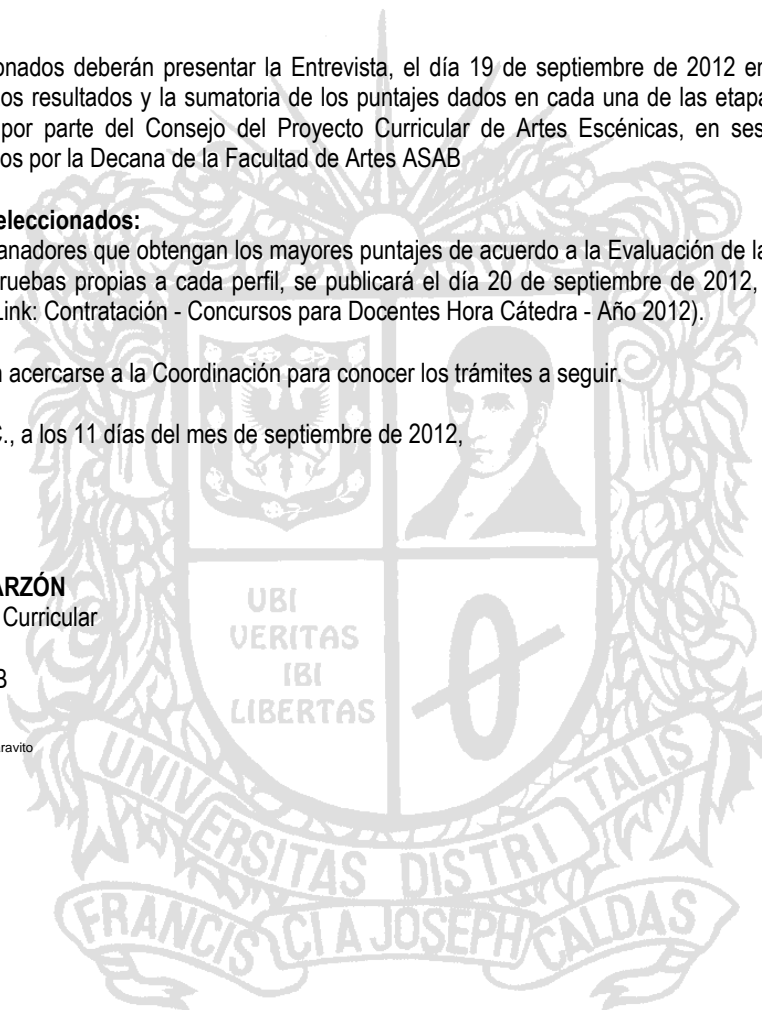 onados deberán presentar la Entrevista, el día 19 de septiembre de 2012 en
os resultados y la sumatoria de los puntajes dados en cada una de las etapa
por parte del Consejo del Proyecto Curricular de Artes Escénicas, en ses
os por la Decana de la Facultad de Artes ASAB
eleccionados:
anadores que obtengan los mayores puntajes de acuerdo a la Evaluación de la
ruebas propias a cada perfil, se publicará el día 20 de septiembre de 2012,
Link: Contratación - Concursos para Docentes Hora Cátedra - Año 2012).
n acercarse a la Coordinación para conocer los trámites a seguir.
C., a los 11 días del mes de septiembre de 2012,
ARZÓN
Curricular
B
ravito
UBI
VERITAS
IBI
LIBERTAS
UNIVERSITAS DISTRITALIS
FRANCISCI A JOSEPH CALDAS